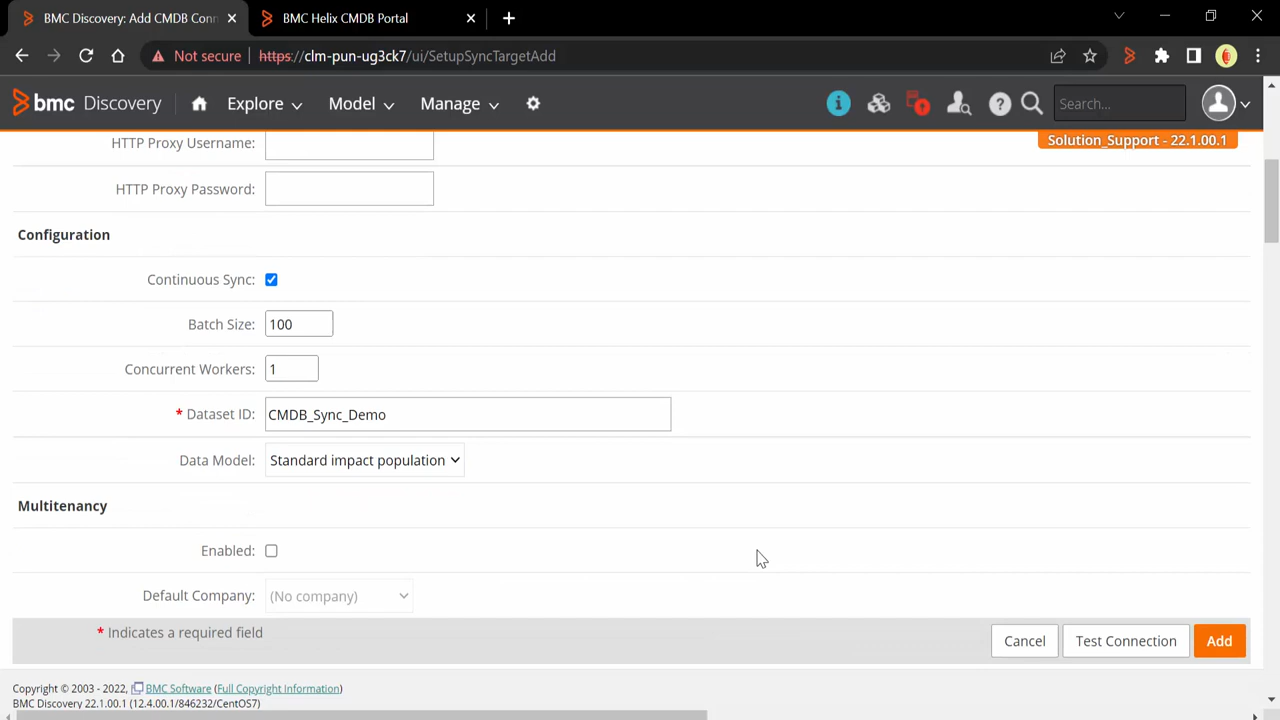 BMC Discovery: Add CMDB Conn
BMC Helix CMDB Portal
Not secure https://clm-pun-ug3ck7/ui/SetupSyncTargetAdd
bmc Discovery Explore Model Manage Search...
HTTP Proxy Username:
Solution_Support - 22.1.00.1
HTTP Proxy Password:
Configuration
Continuous Sync:
Batch Size: 100
Concurrent Workers: 1
* Dataset ID: CMDB_Sync_Demo
Data Model: Standard impact population
Multitenancy
Enabled:
Default Company: (No company)
* Indicates a required field
Cancel Test Connection Add
Copyright © 2003 - 2022, BMC Software (Full Copyright Information)
BMC Discovery 22.1.00.1 (12.4.00.1/846232/CentOS7)